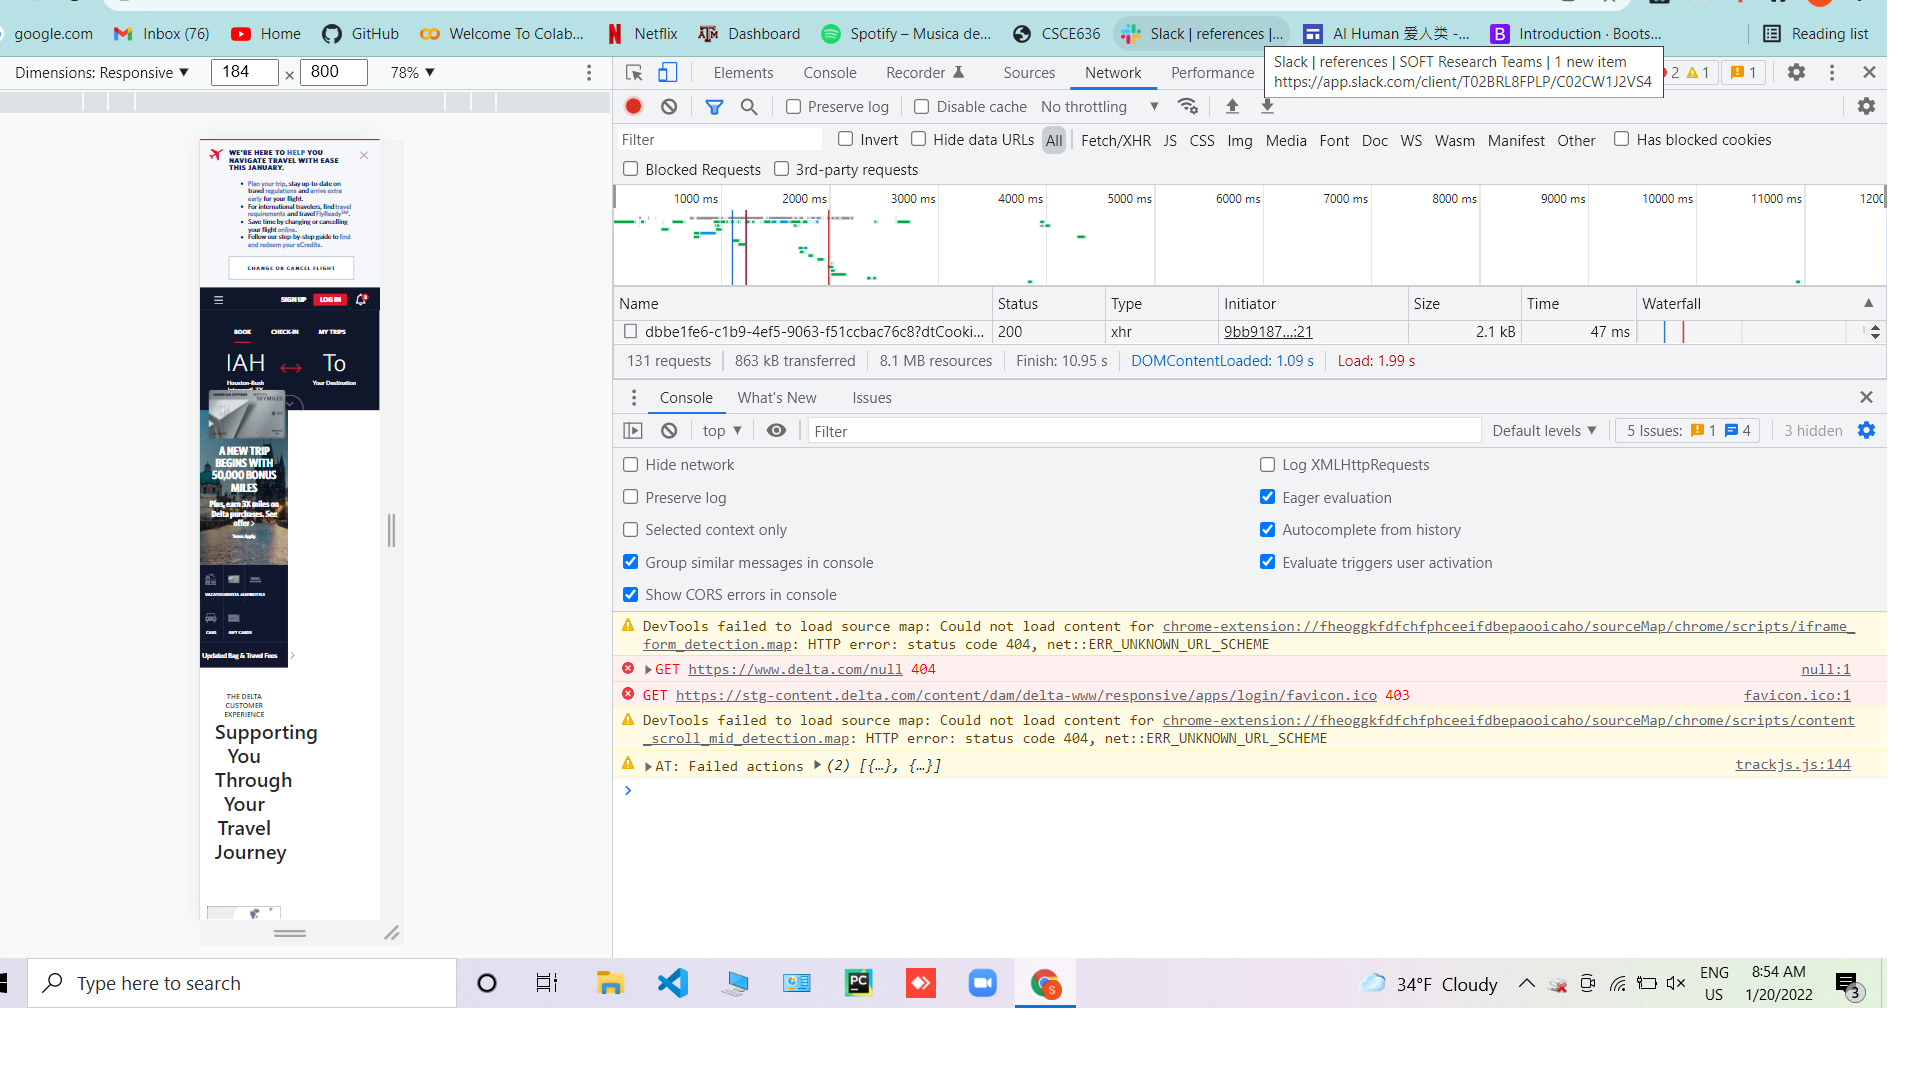 google.com Inbox (76) Home GitHub Welcome To Colab... Netflix Dashboard Spotify – Musica de... CSCE636 Slack | references |... AI Human 爱人类 -... Introduction · Boots... Reading list
Slack | references | SOFT Research Teams | 1 new item
https://app.slack.com/client/T02BRL8FPLP/C02CW1J2VS4
Dimensions: Responsive 184 × 800 78%
Elements Console Recorder Sources Network Performance 2 1 1
Preserve log Disable cache No throttling
Filter Invert Hide data URLs All Fetch/XHR JS CSS Img Media Font Doc WS Wasm Manifest Other Has blocked cookies
Blocked Requests 3rd-party requests
1000 ms 2000 ms 3000 ms 4000 ms 5000 ms 6000 ms 7000 ms 8000 ms 9000 ms 10000 ms 11000 ms 1200
Name Status Type Initiator Size Time Waterfall
dbbe1fe6-c1b9-4ef5-9063-f51ccbac76c8?dtCooki... 200 xhr 9bb9187...:21 2.1 kB 47 ms
131 requests 863 kB transferred 8.1 MB resources Finish: 10.95 s DOMContentLoaded: 1.09 s Load: 1.99 s
Console What's New Issues
top Filter Default levels 5 Issues: 1 4 3 hidden
Hide network Log XMLHttpRequests
Preserve log Eager evaluation
Selected context only Autocomplete from history
Group similar messages in console Evaluate triggers user activation
Show CORS errors in console
DevTools failed to load source map: Could not load content for chrome-extension://fheoggkfdfchfphceeifdbepaooicaho/sourceMap/chrome/scripts/iframe_
form_detection.map: HTTP error: status code 404, net::ERR_UNKNOWN_URL_SCHEME
GET https://www.delta.com/null 404 null:1
GET https://stg-content.delta.com/content/dam/delta-www/responsive/apps/login/favicon.ico 403 favicon.ico:1
DevTools failed to load source map: Could not load content for chrome-extension://fheoggkfdfchfphceeifdbepaooicaho/sourceMap/chrome/scripts/content
_scroll_mid_detection.map: HTTP error: status code 404, net::ERR_UNKNOWN_URL_SCHEME
AT: Failed actions (2) [{…}, {…}] trackjs.js:144
WE'RE HERE TO HELP YOU
NAVIGATE TRAVEL WITH EASE
THIS JANUARY.
Plan your trip, stay up-to-date on
travel regulations and arrive extra
early for your flight.
For international travelers, find travel
requirements and travel FlyReady℠.
Save time by changing or cancelling
your flight online.
Follow our step-by-step guide to find
and redeem your eCredits.
CHANGE OR CANCEL FLIGHT
SIGN UP LOG IN
BOOK CHECK-IN MY TRIPS
IAH To
Houston-Bush Your Destination
A NEW TRIP
BEGINS WITH
50,000 BONUS
MILES
Plus, earn 3X miles on
Delta purchases. See
offer >
Terms Apply.
CARS GIFT CARDS
Updated Bag & Travel Fees
THE DELTA
CUSTOMER
EXPERIENCE
Supporting
You
Through
Your
Travel
Journey
Type here to search 34°F Cloudy ENG 8:54 AM
US 1/20/2022 3